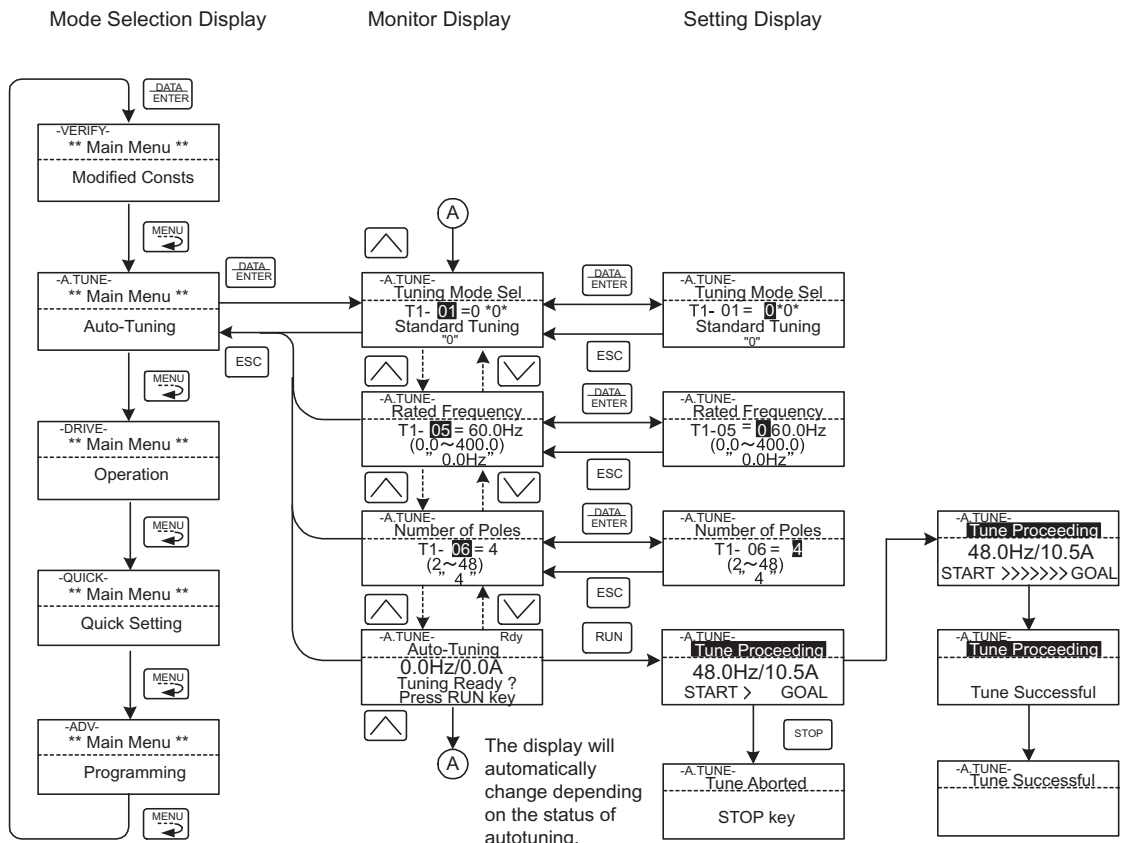 Mode Selection Display
Monitor Display
Setting Display
DATA
ENTER
-VERIFY-
** Main Menu **
Modified Consts
MENU
-A.TUNE-
** Main Menu **
Auto-Tuning
DATA
ENTER
ESC
MENU
-DRIVE-
** Main Menu **
Operation
MENU
-QUICK-
** Main Menu **
Quick Setting
MENU
-ADV-
** Main Menu **
Programming
MENU
A
-A.TUNE-
Tuning Mode Sel
T1- 01 =0 *0*
Standard Tuning
"0"
DATA
ENTER
ESC
-A.TUNE-
Tuning Mode Sel
T1- 01 = 0 *0*
Standard Tuning
"0"
-A.TUNE-
Rated Frequency
T1- 05 = 60.0Hz
(0.0~400.0)
" 0.0Hz"
DATA
ENTER
ESC
-A.TUNE-
Rated Frequency
T1-05 = 060.0Hz
(0.0~400.0)
" 0.0Hz"
-A.TUNE-
Number of Poles
T1- 06 = 4
(2~48)
" 4 "
DATA
ENTER
ESC
-A.TUNE-
Number of Poles
T1- 06 = 4
(2~48)
" 4 "
-A.TUNE- Rdy
Auto-Tuning
0.0Hz/0.0A
Tuning Ready ?
Press RUN key
RUN
-A.TUNE-
Tune Proceeding
48.0Hz/10.5A
START > GOAL
STOP
-A.TUNE-
Tune Aborted
STOP key
-A.TUNE-
Tune Proceeding
48.0Hz/10.5A
START >>>>>>> GOAL
-A.TUNE-
Tune Proceeding
Tune Successful
-A.TUNE-
Tune Successful
A
The display will
automatically
change depending
on the status of
autotuning.